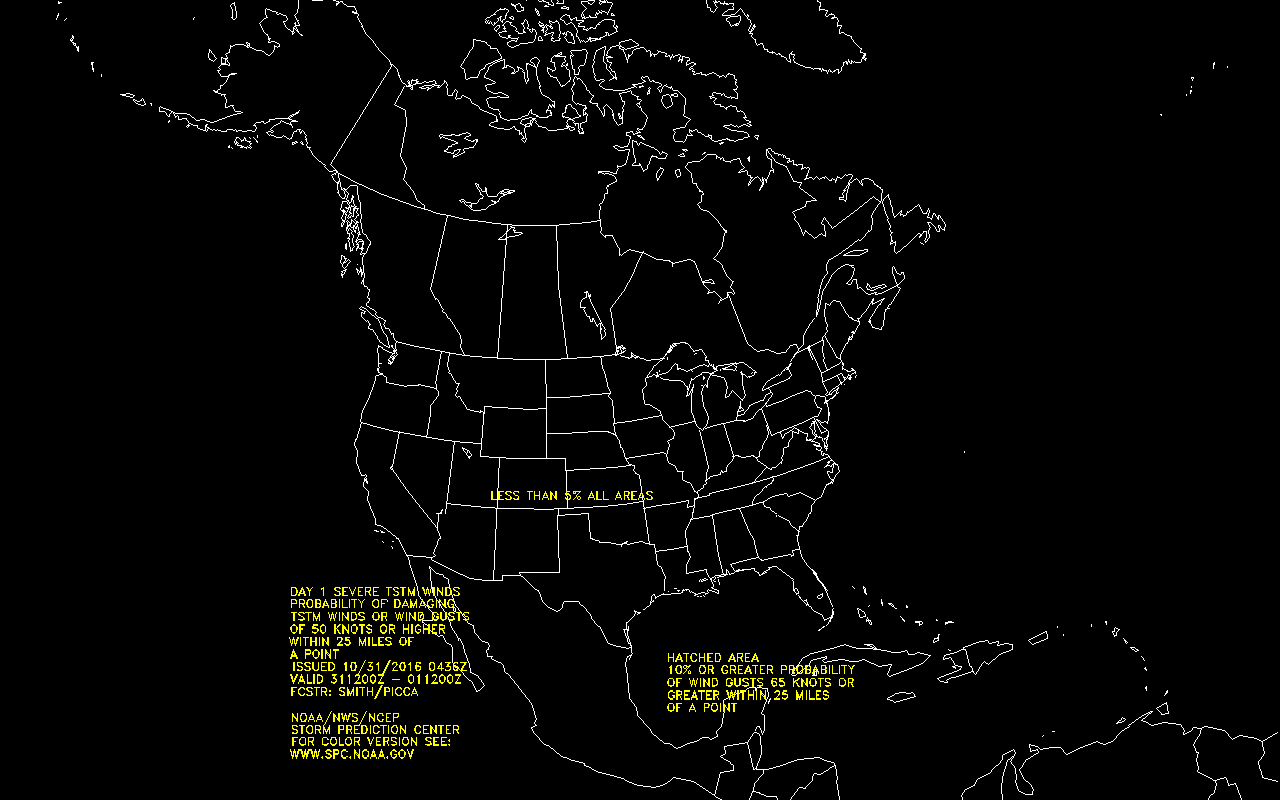 LESS THAN 5% ALL AREAS
DAY 1 SEVERE TSTM WINDS
PROBABILITY OF DAMAGING
TSTM WINDS OR WIND GUSTS
OF 50 KNOTS OR HIGHER
WITHIN 25 MILES OF
A POINT
ISSUED 10/31/2016 0436Z
VALID 311200Z - 011200Z
FCSTR: SMITH/PICCA
NOAA/NWS/NCEP
STORM PREDICTION CENTER
FOR COLOR VERSION SEE:
WWW.SPC.NOAA.GOV
HATCHED AREA
10% OR GREATER PROBABILITY
OF WIND GUSTS 65 KNOTS OR
GREATER WITHIN 25 MILES
OF A POINT